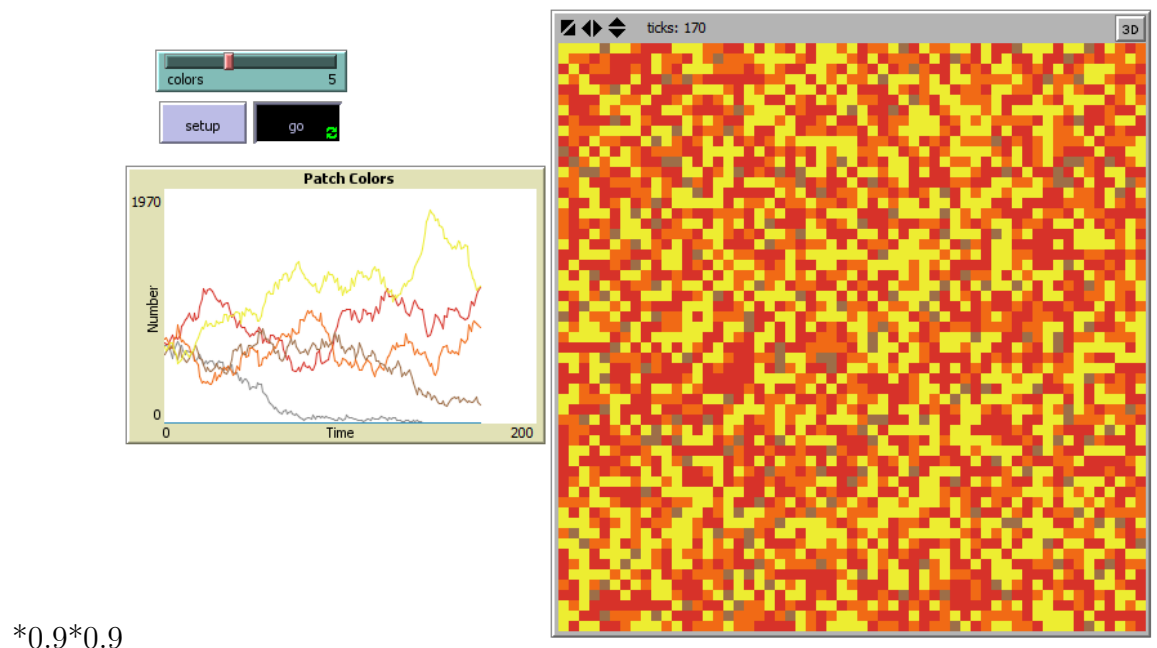 ticks: 170
3D
colors 5
setup
go
Patch Colors
1970
Number
0
0 Time 200
*0.9*0.9